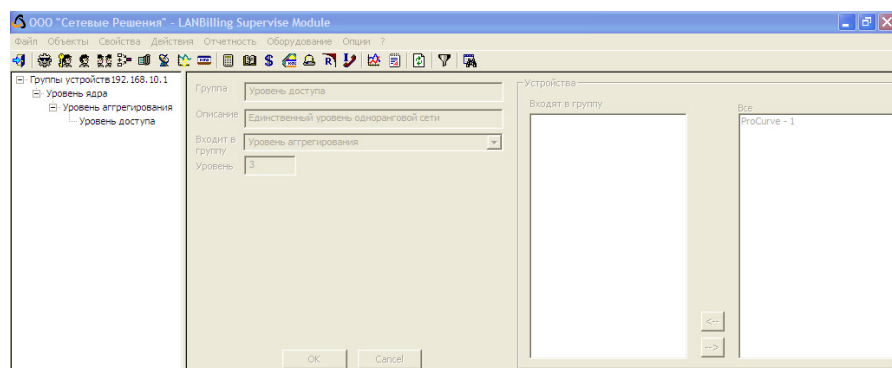 ООО "Сетевые Решения" - LANBilling Supervise Module
Файл Объекты Свойства Действия Отчетность Оборудование Опции ?
Группы устройств192.168.10.1
Уровень ядра
Уровень аггрегирования
Уровень доступа
Группа Уровень доступа
Описание Единственный уровень одноранговой сети
Входит в группу Уровень аггрегирования
Уровень 3
OK Cancel
Устройства
Входят в группу
Все
ProCurve - 1
<--
-->